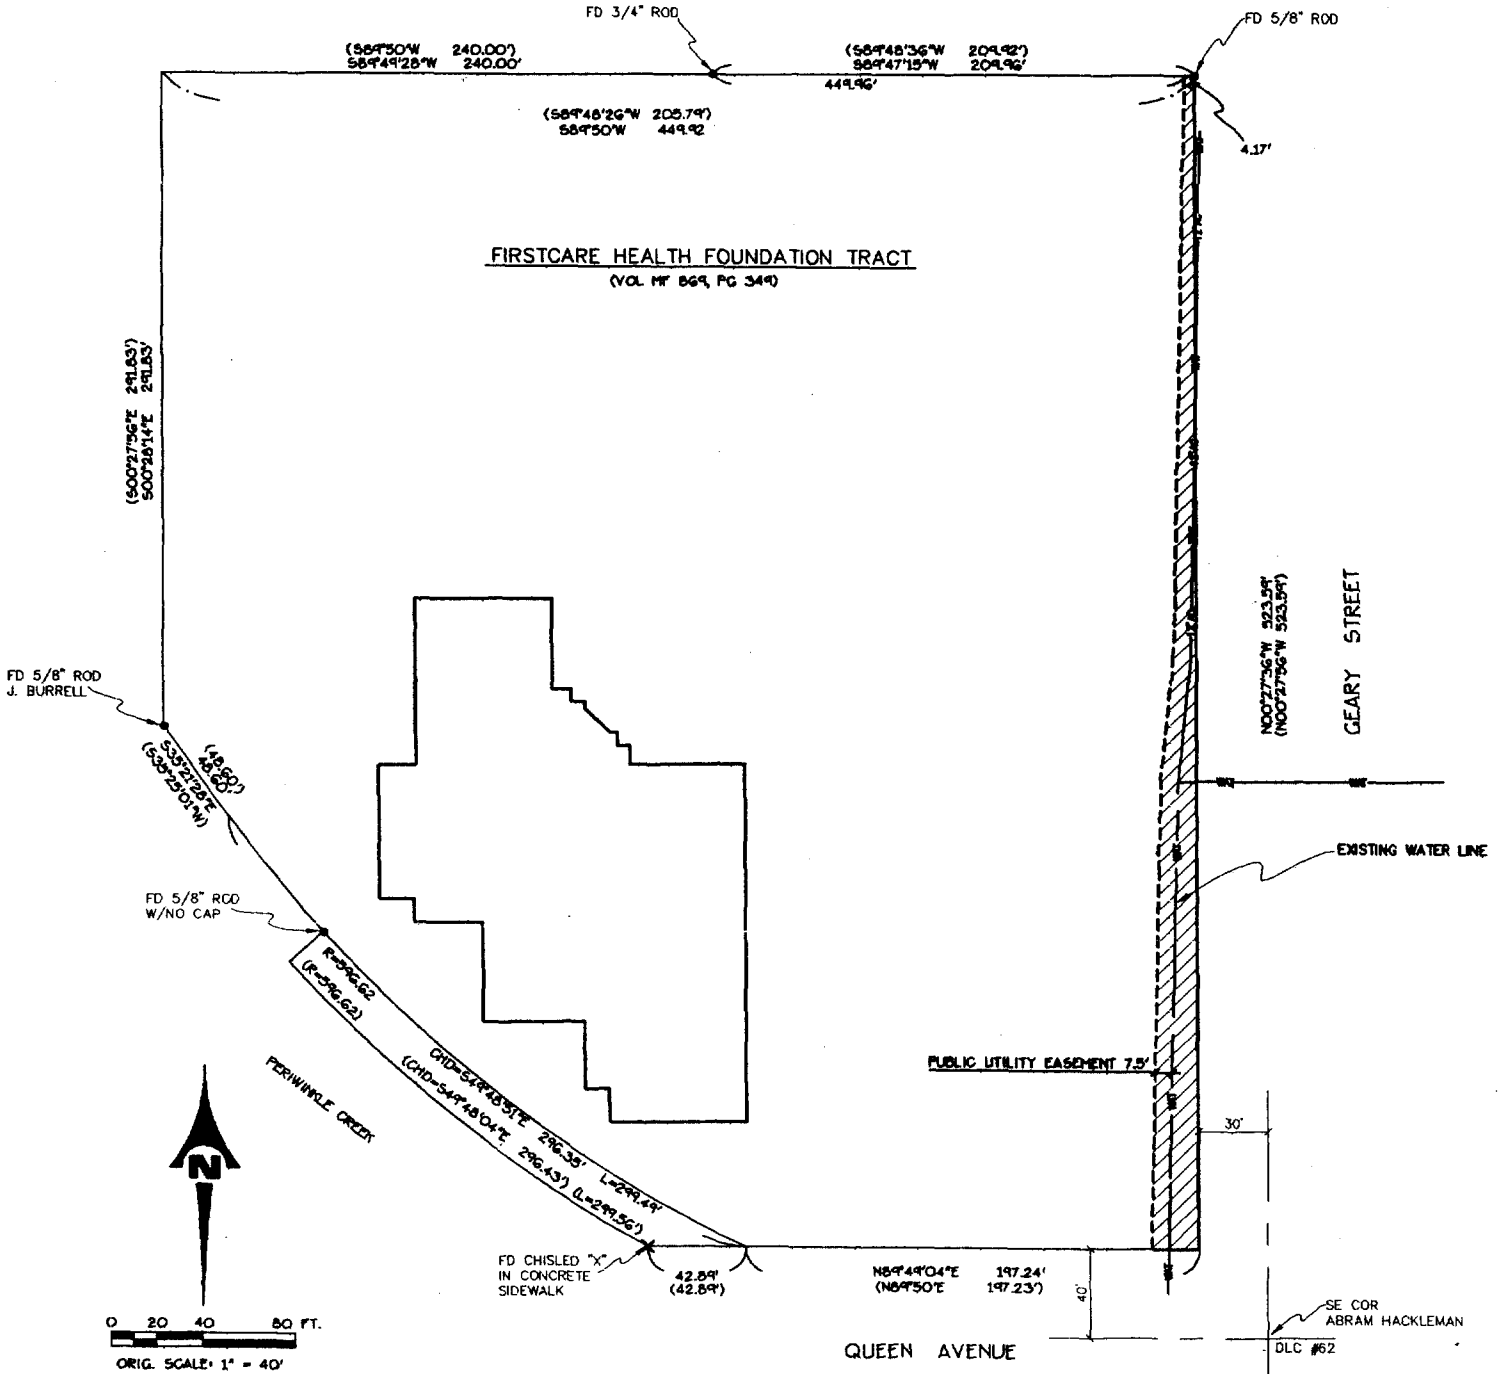 FD 3/4" ROD
FD 5/8" ROD
(S89°50'W 240.00')
S89°49'28"W 240.00'
(S89°48'36"W 209.92')
S89°47'15"W 209.96'
449.96'
(S89°48'26"W 205.79')
S89°50'W 449.92
4.17'
FIRSTCARE HEALTH FOUNDATION TRACT
(VOL MF 869, PG 349)
(S00°27'56"E 291.83')
S00°28'14"E 291.83'
N00°27'36"W 523.59'
(N00°27'56"W 523.59')
GEARY STREET
FD 5/8" ROD
J. BURRELL
(48.60')
48.60'
S35°21'28"E
(S35°25'01"W)
EXISTING WATER LINE
FD 5/8" ROD
W/NO CAP
R=596.62
(R=596.62)
CHD=S49°48'51"E 296.35' L=299.49'
(CHD=S49°48'04"E 296.43') (L=299.56')
PERIWINKLE CREEK
PUBLIC UTILITY EASEMENT 7.5'
30'
N
FD CHISLED "X"
IN CONCRETE
SIDEWALK
42.89'
(42.89')
N89°49'04"E 197.24'
(N89°50'E 197.23')
40'
SE COR
ABRAM HACKLEMAN
DLC #62
QUEEN AVENUE
0 20 40 80 FT.
ORIG. SCALE: 1" = 40'